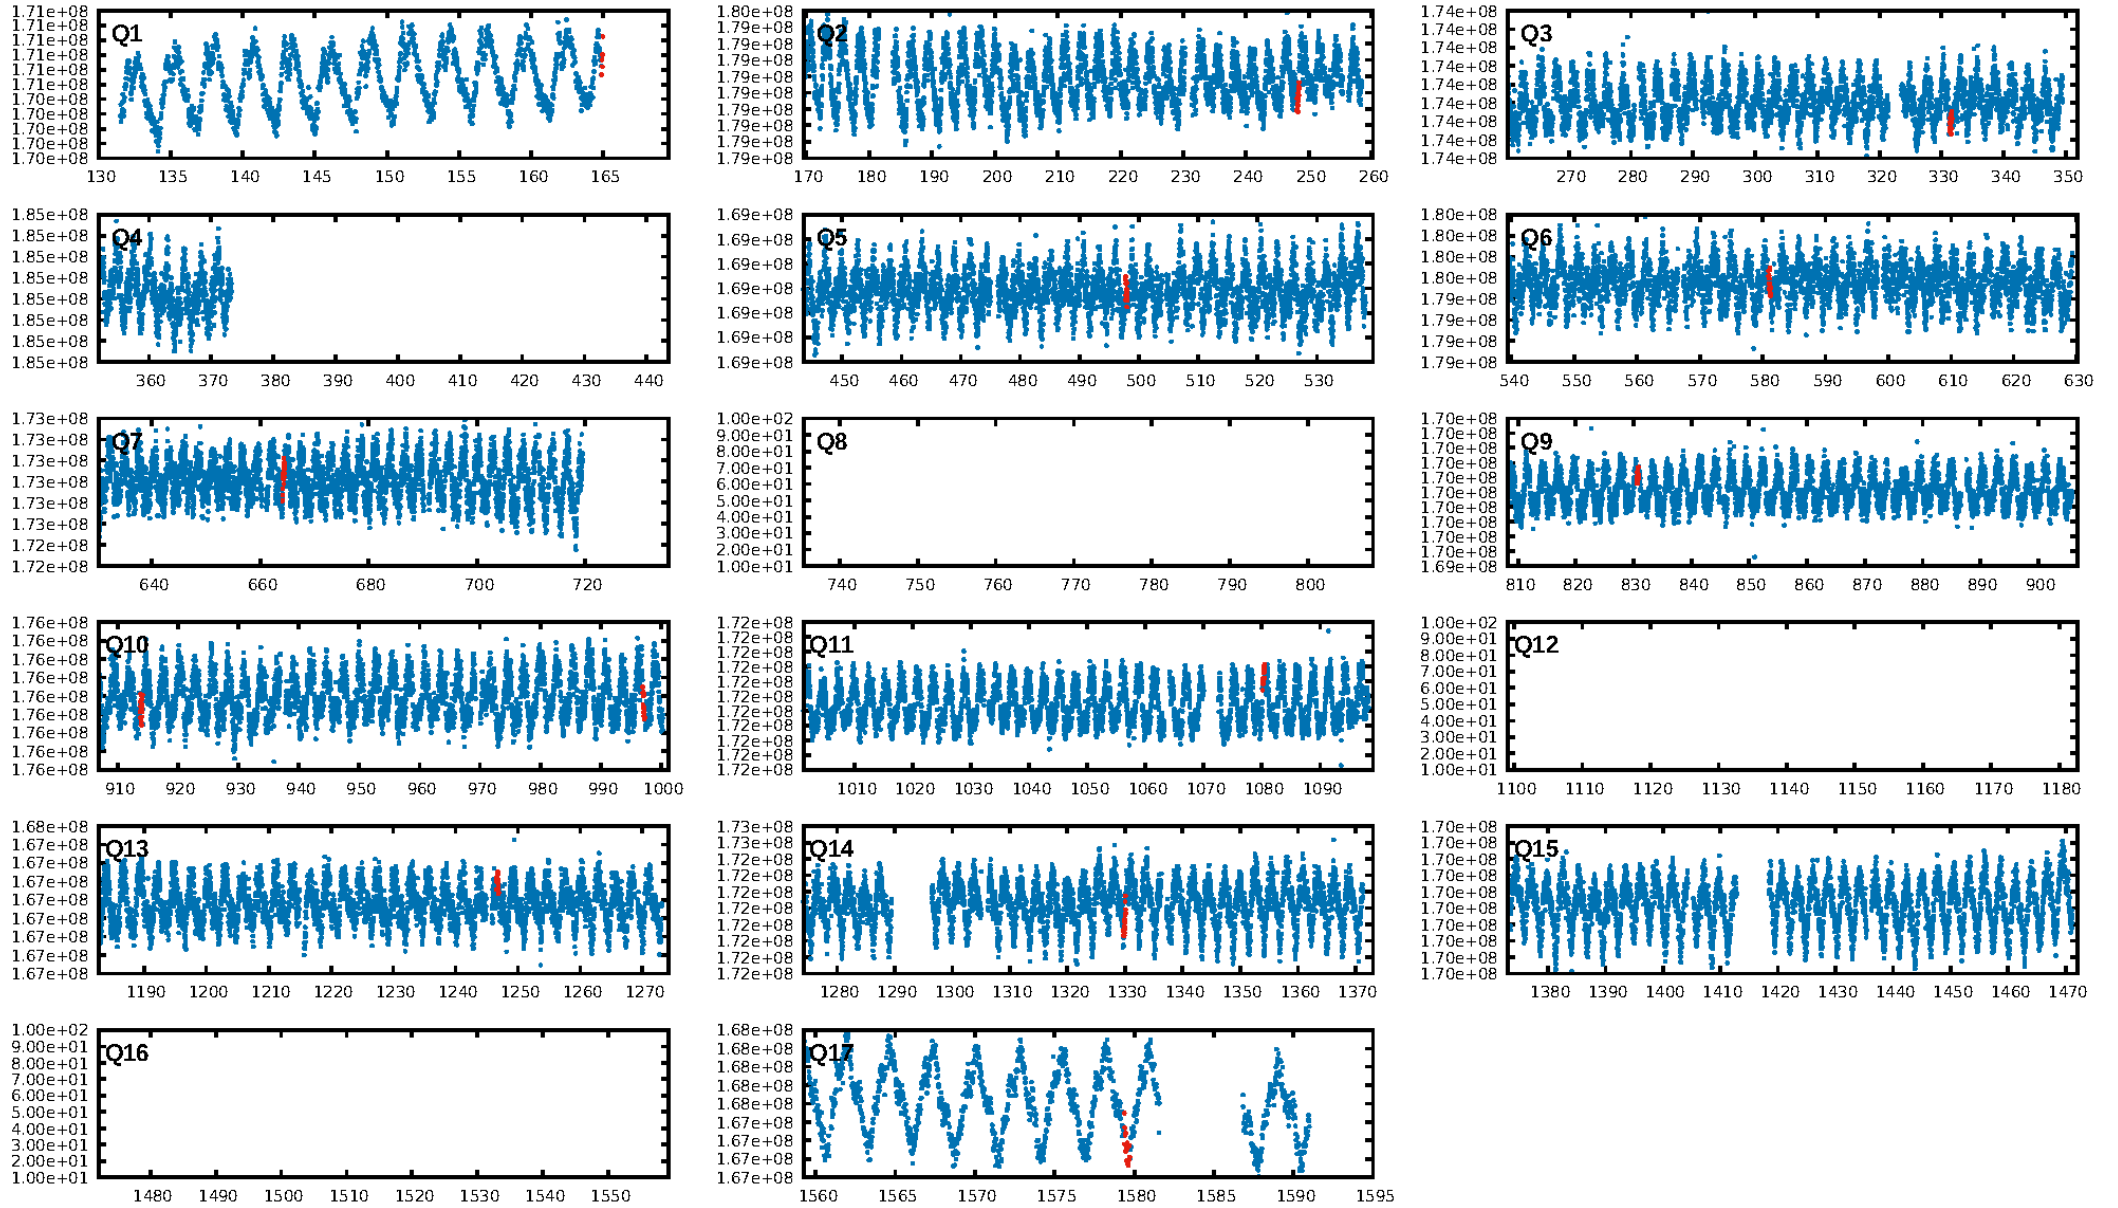 Q1
1.71e+08
1.71e+08
1.71e+08
1.71e+08
1.71e+08
1.71e+08
1.70e+08
1.70e+08
1.70e+08
1.70e+08
1.70e+08
130 135 140 145 150 155 160 165
Q2
1.80e+08
1.79e+08
1.79e+08
1.79e+08
1.79e+08
1.79e+08
1.79e+08
1.79e+08
1.79e+08
1.79e+08
170 180 190 200 210 220 230 240 250 260
Q3
1.74e+08
1.74e+08
1.74e+08
1.74e+08
1.74e+08
1.74e+08
1.74e+08
1.74e+08
1.74e+08
270 280 290 300 310 320 330 340 350
Q4
1.85e+08
1.85e+08
1.85e+08
1.85e+08
1.85e+08
1.85e+08
1.85e+08
1.85e+08
360 370 380 390 400 410 420 430 440
Q5
1.69e+08
1.69e+08
1.69e+08
1.69e+08
1.69e+08
1.69e+08
1.69e+08
450 460 470 480 490 500 510 520 530
Q6
1.80e+08
1.80e+08
1.80e+08
1.80e+08
1.79e+08
1.79e+08
1.79e+08
1.79e+08
540 550 560 570 580 590 600 610 620 630
Q7
1.73e+08
1.73e+08
1.73e+08
1.73e+08
1.73e+08
1.73e+08
1.72e+08
1.72e+08
640 660 680 700 720
Q8
1.00e+02
9.00e+01
8.00e+01
7.00e+01
6.00e+01
5.00e+01
4.00e+01
3.00e+01
2.00e+01
1.00e+01
740 750 760 770 780 790 800
Q9
1.70e+08
1.70e+08
1.70e+08
1.70e+08
1.70e+08
1.70e+08
1.70e+08
1.70e+08
1.70e+08
1.70e+08
1.69e+08
810 820 830 840 850 860 870 880 890 900
Q10
1.76e+08
1.76e+08
1.76e+08
1.76e+08
1.76e+08
1.76e+08
1.76e+08
1.76e+08
1.76e+08
910 920 930 940 950 960 970 980 990 1000
Q11
1.72e+08
1.72e+08
1.72e+08
1.72e+08
1.72e+08
1.72e+08
1.72e+08
1.72e+08
1.72e+08
1.72e+08
1.72e+08
1010 1020 1030 1040 1050 1060 1070 1080 1090
Q12
1.00e+02
9.00e+01
8.00e+01
7.00e+01
6.00e+01
5.00e+01
4.00e+01
3.00e+01
2.00e+01
1.00e+01
1100 1110 1120 1130 1140 1150 1160 1170 1180
Q13
1.68e+08
1.67e+08
1.67e+08
1.67e+08
1.67e+08
1.67e+08
1.67e+08
1.67e+08
1.67e+08
1190 1200 1210 1220 1230 1240 1250 1260 1270
Q14
1.73e+08
1.73e+08
1.72e+08
1.72e+08
1.72e+08
1.72e+08
1.72e+08
1.72e+08
1.72e+08
1.72e+08
1280 1290 1300 1310 1320 1330 1340 1350 1360 1370
Q15
1.70e+08
1.70e+08
1.70e+08
1.70e+08
1.70e+08
1.70e+08
1.70e+08
1.70e+08
1.70e+08
1.70e+08
1380 1390 1400 1410 1420 1430 1440 1450 1460 1470
Q16
1.00e+02
9.00e+01
8.00e+01
7.00e+01
6.00e+01
5.00e+01
4.00e+01
3.00e+01
2.00e+01
1.00e+01
1480 1490 1500 1510 1520 1530 1540 1550
Q17
1.68e+08
1.68e+08
1.68e+08
1.68e+08
1.68e+08
1.67e+08
1.67e+08
1.67e+08
1.67e+08
1560 1565 1570 1575 1580 1585 1590 1595